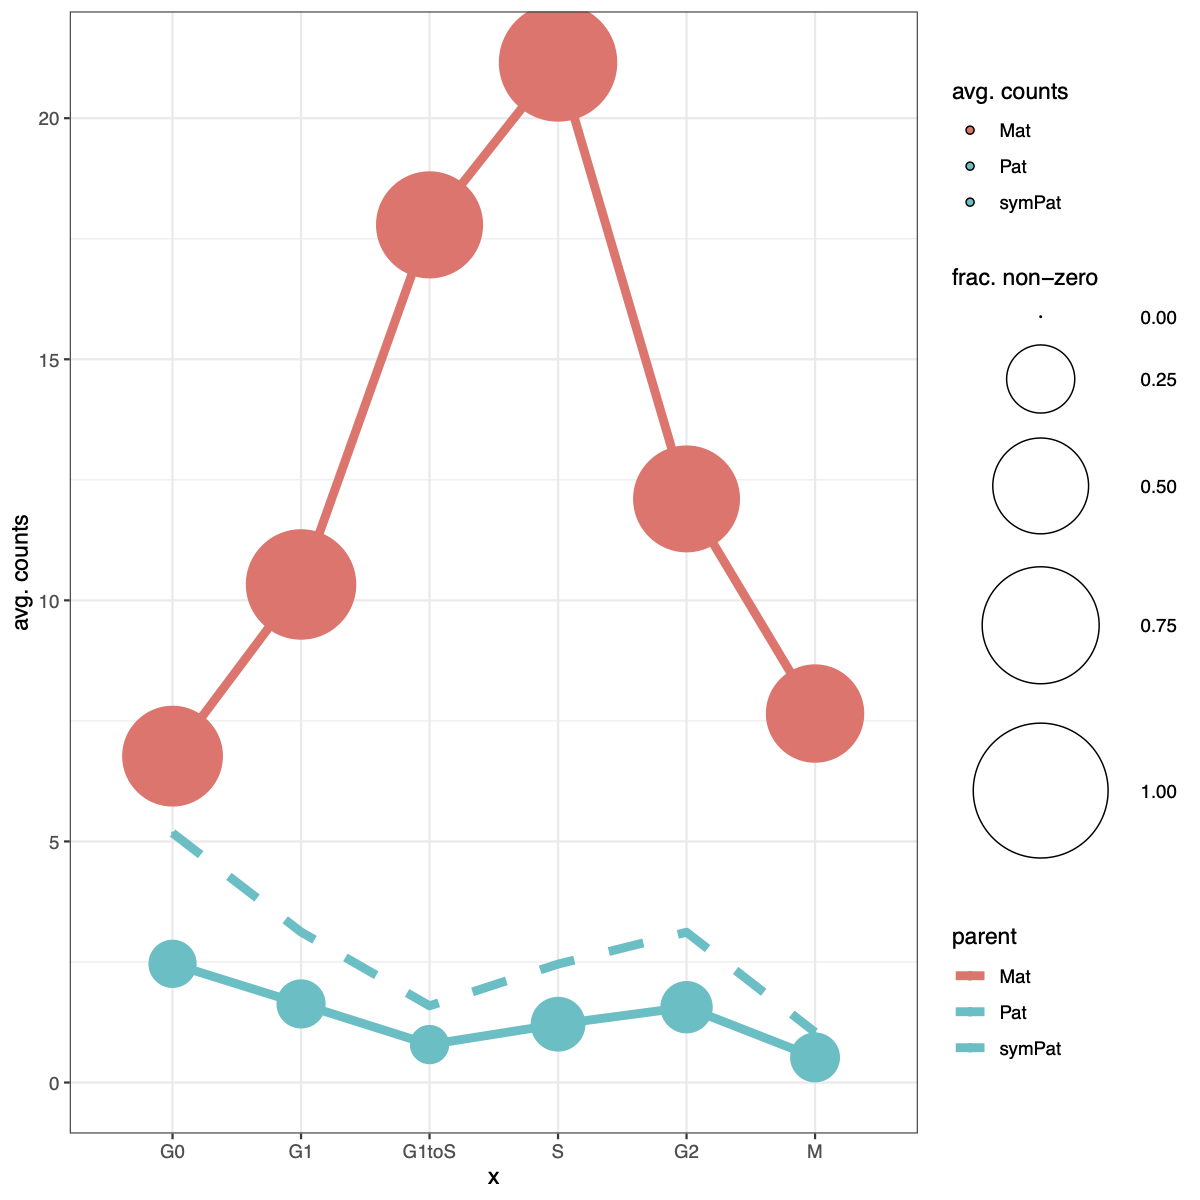 avg. counts
20
15
10
5
0
G0 G1 G1toS S G2 M
x
avg. counts
Mat
Pat
symPat
frac. non−zero
0.00
0.25
0.50
0.75
1.00
parent
Mat
Pat
symPat